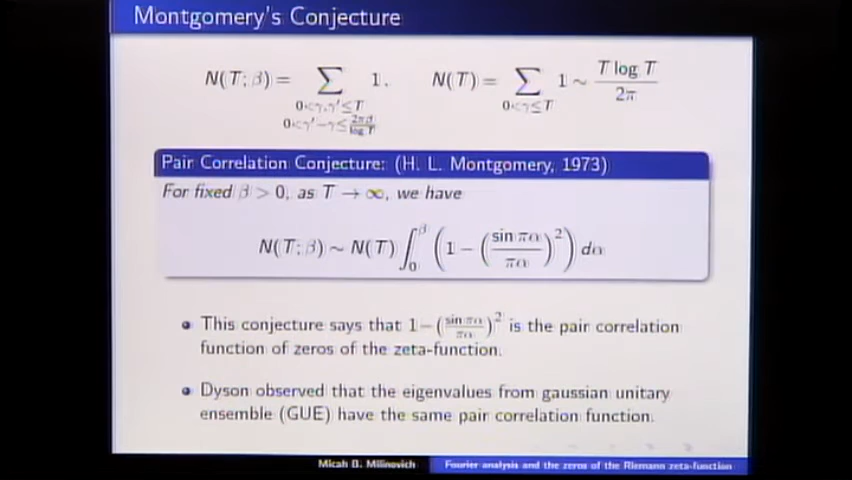 Montgomery's Conjecture
N(T; β) = ∑ 1.    N(T) = ∑ 1 ~ T log T / 2π
0<γ,γ'≤T    0<γ≤T
0<γ'−γ≤2πβ/log T
Pair Correlation Conjecture: (H. L. Montgomery, 1973)
For fixed β > 0, as T → ∞, we have
N(T; β) ~ N(T) ∫₀^β (1 − (sin πα / πα)²) dα
This conjecture says that 1−(sin πα / πα)² is the pair correlation
function of zeros of the zeta-function.
Dyson observed that the eigenvalues from gaussian unitary
ensemble (GUE) have the same pair correlation function.
Micah B. Milinovich    Fourier analysis and the zeros of the Riemann zeta-function